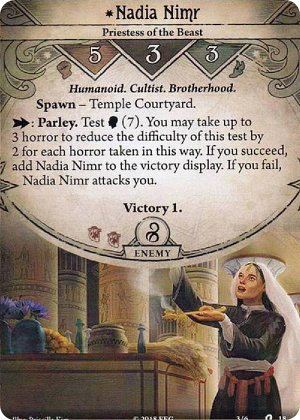 Nadia Nimr
Priestess of the Beast
5 3 3
Humanoid. Cultist. Brotherhood.
Spawn – Temple Courtyard.
: Parley. Test (7). You may take up to
3 horror to reduce the difficulty of this test by
2 for each horror taken in this way. If you succeed,
add Nadia Nimr to the victory display. If you fail,
Nadia Nimr attacks you.
Victory 1.
ENEMY
© 2018 FFG
3/6
18